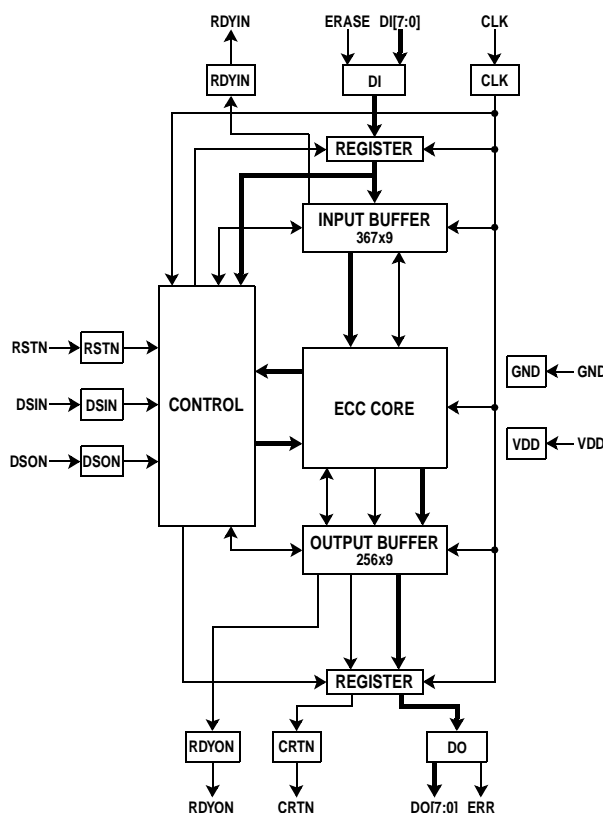 RDYIN
ERASE DI[7:0]
CLK
RDYIN
DI
CLK
REGISTER
INPUT BUFFER
367x9
RSTN
RSTN
DSIN
DSIN
DSON
DSON
CONTROL
ECC CORE
GND
GND
VDD
VDD
OUTPUT BUFFER
256x9
REGISTER
RDYON
CRTN
DO
RDYON
CRTN
DO[7:0] ERR